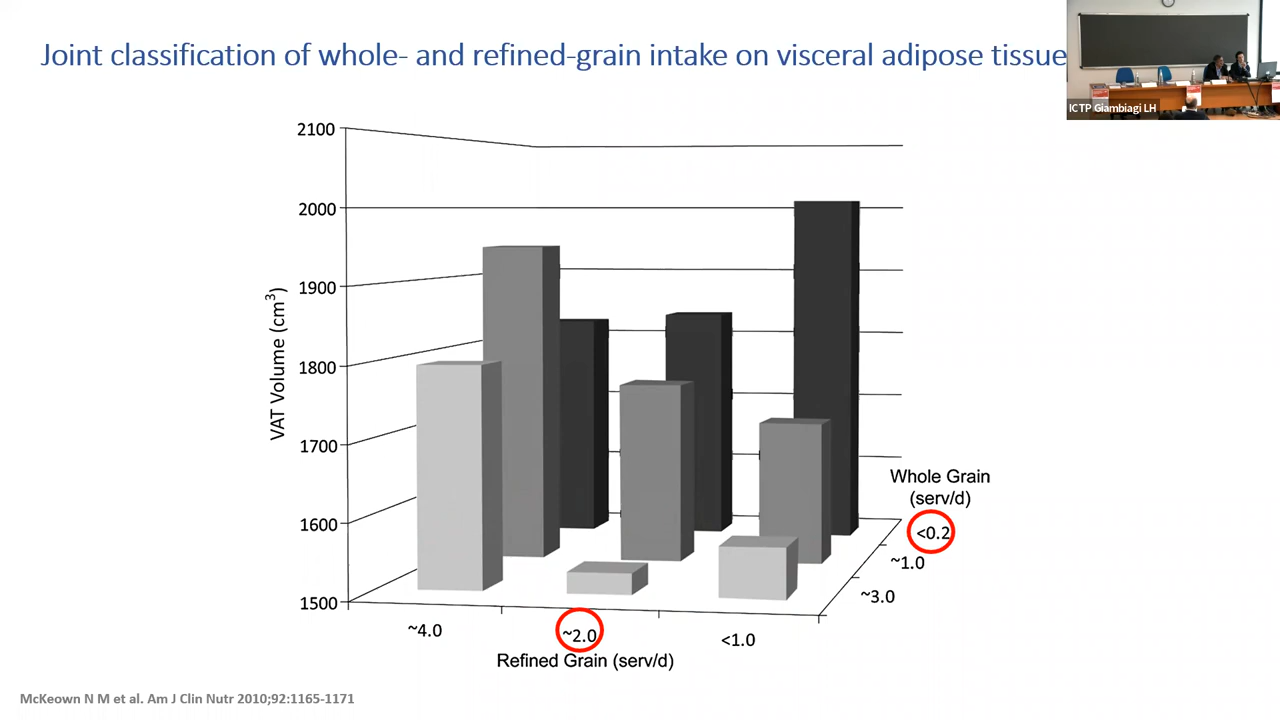 Joint classification of whole- and refined-grain intake on visceral adipose tissue
ICTP Giambiagi LH
2100
2000
1900
1800
1700
1600
1500
VAT Volume (cm³)
Whole Grain
(serv/d)
<0.2
~1.0
~3.0
~4.0
~2.0
<1.0
Refined Grain (serv/d)
McKeown N M et al. Am J Clin Nutr 2010;92:1165-1171